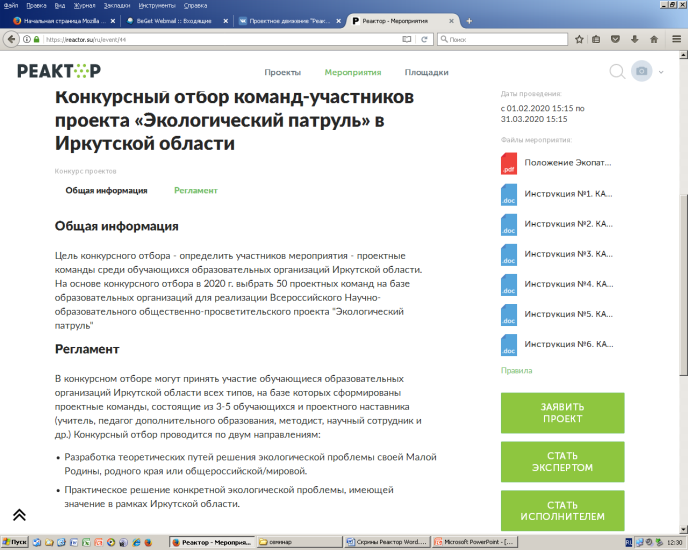 Файл Правка Вид Журнал Закладки Инструменты Справка
Начальная страница Mozilla ...
BeGet Webmail :: Входящие
Проектное движение "Реак...
Реактор - Мероприятия
https://reactor.su/ru/event/44
Поиск
РЕАКТОР
Проекты Мероприятия Площадки
Конкурсный отбор команд-участников
проекта «Экологический патруль» в
Иркутской области
Конкурс проектов
Общая информация Регламент
Общая информация
Цель конкурсного отбора - определить участников мероприятия - проектные
команды среди обучающихся образовательных организаций Иркутской области.
На основе конкурсного отбора в 2020 г. выбрать 50 проектных команд на базе
образовательных организаций для реализации Всероссийского Научно-
образовательного общественно-просветительского проекта "Экологический
патруль"
Регламент
В конкурсном отборе могут принять участие обучающиеся образовательных
организаций Иркутской области всех типов, на базе которых сформированы
проектные команды, состоящие из 3-5 обучающихся и проектного наставника
(учитель, педагог дополнительного образования, методист, научный сотрудник и
др.) Конкурсный отбор проводится по двум направлениям:
• Разработка теоретических путей решения экологической проблемы своей Малой
Родины, родного края или общероссийской/мировой.
• Практическое решение конкретной экологической проблемы, имеющей
значение в рамках Иркутской области.
Даты проведения:
с 01.02.2020 15:15 по
31.03.2020 15:15
Файлы мероприятия:
.pdf Положение Экопат...
.doc Инструкция №1. КА...
.doc Инструкция №2. КА...
.doc Инструкция №3. КА...
.doc Инструкция №4. КА...
.doc Инструкция №5. КА...
.doc Инструкция №6. КА...
Правила
ЗАЯВИТЬ
ПРОЕКТ
СТАТЬ
ЭКСПЕРТОМ
СТАТЬ
ИСПОЛНИТЕЛЕМ
Пуск
Реактор - Мероприя...
семинар
Скрины Реактор Word....
Microsoft PowerPoint - [...
RL
12:30